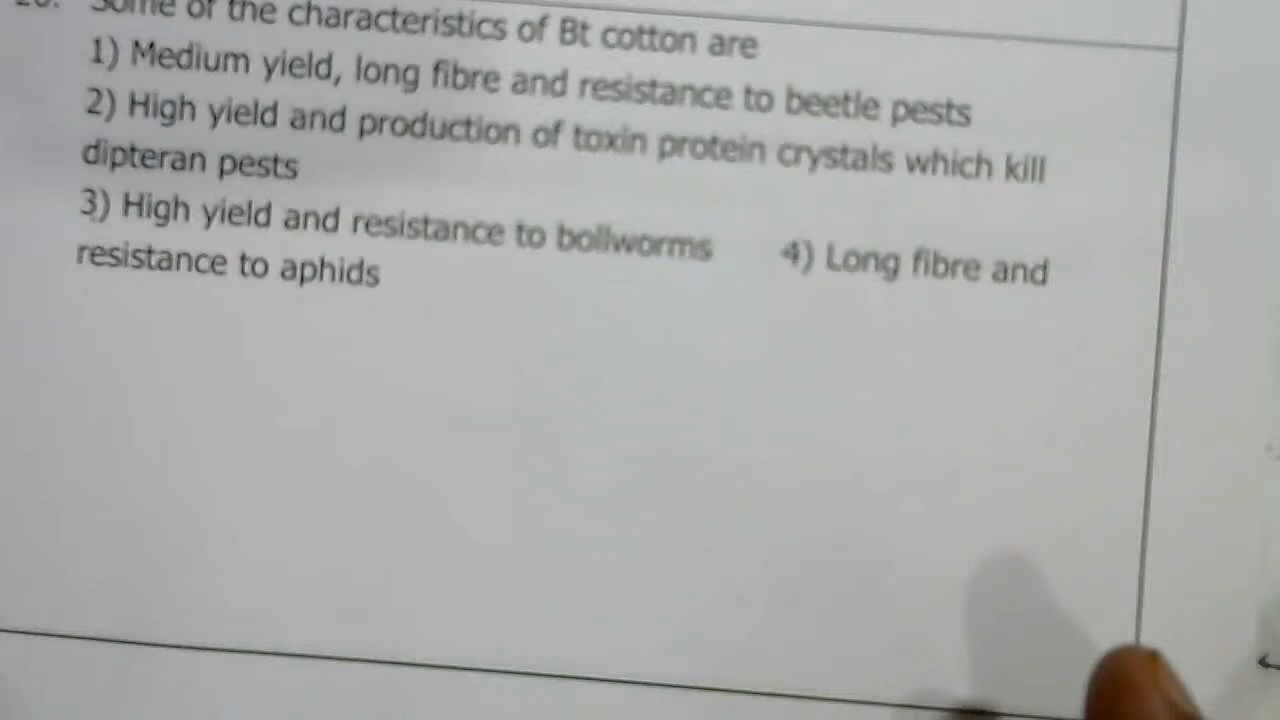 Some of the characteristics of Bt cotton are
1) Medium yield, long fibre and resistance to beetle pests
2) High yield and production of toxin protein crystals which kill
dipteran pests
3) High yield and resistance to bollworms 4) Long fibre and
resistance to aphids